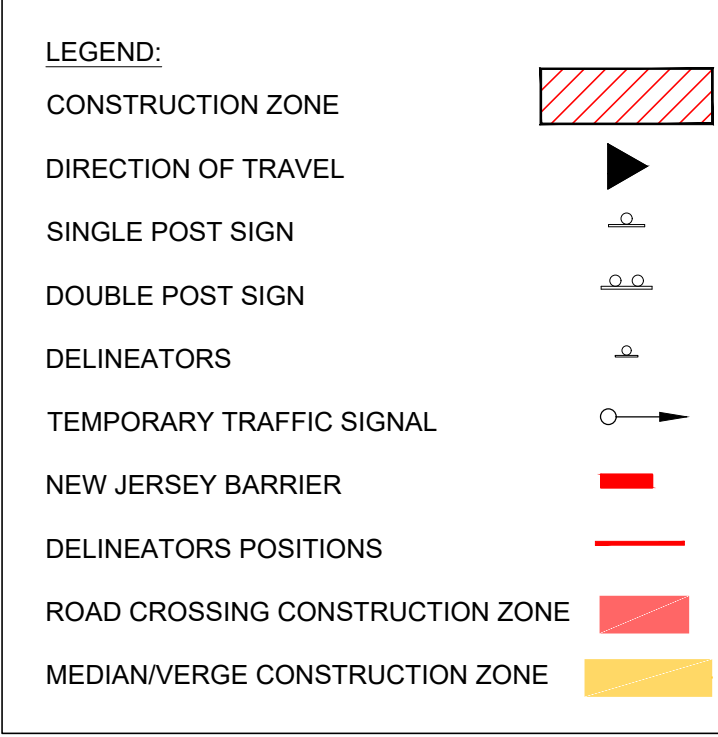 LEGEND:
CONSTRUCTION ZONE
DIRECTION OF TRAVEL
SINGLE POST SIGN
DOUBLE POST SIGN
DELINEATORS
TEMPORARY TRAFFIC SIGNAL
NEW JERSEY BARRIER
DELINEATORS POSITIONS
ROAD CROSSING CONSTRUCTION ZONE
MEDIAN/VERGE CONSTRUCTION ZONE